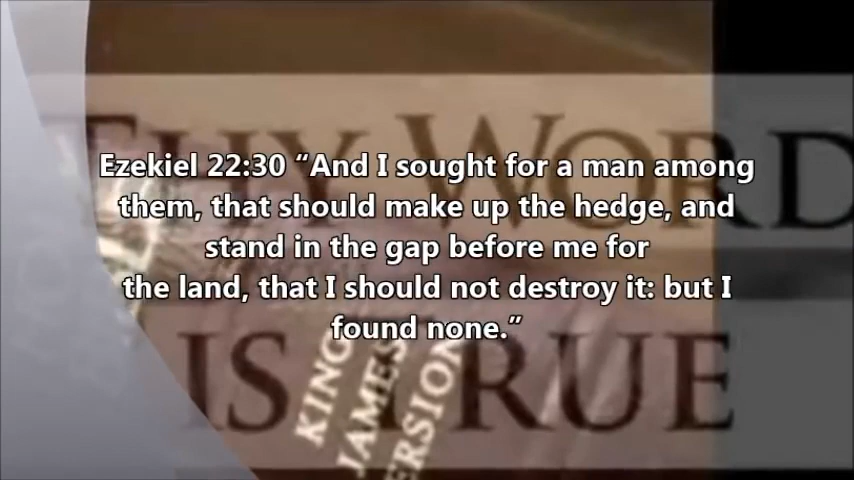 THY WORD
Ezekiel 22:30 “And I sought for a man among
them, that should make up the hedge, and
stand in the gap before me for
the land, that I should not destroy it: but I
found none.”
IS TRUE
KING
JAMES
VERSION